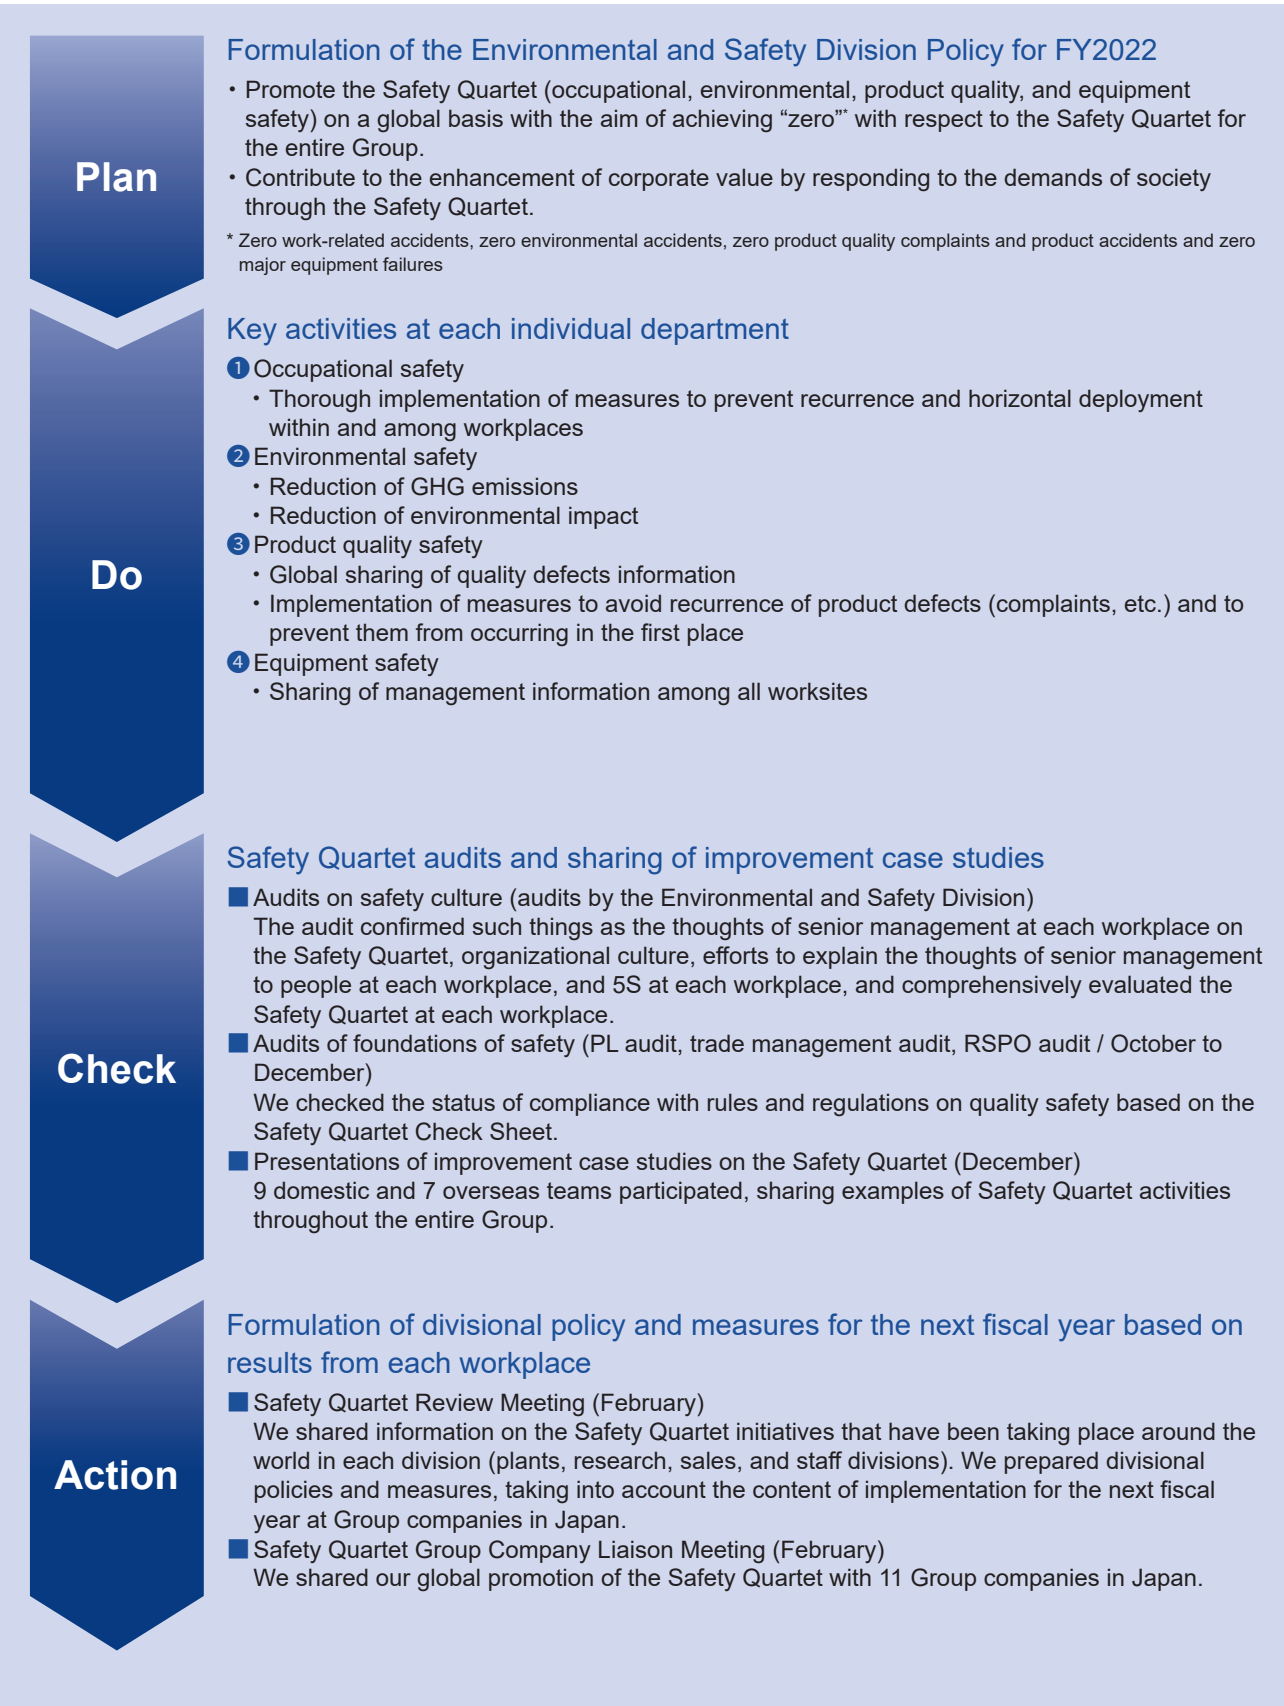 Plan
Formulation of the Environmental and Safety Division Policy for FY2022
・Promote the Safety Quartet (occupational, environmental, product quality, and equipment
safety) on a global basis with the aim of achieving “zero”* with respect to the Safety Quartet for
the entire Group.
・Contribute to the enhancement of corporate value by responding to the demands of society
through the Safety Quartet.
* Zero work-related accidents, zero environmental accidents, zero product quality complaints and product accidents and zero
major equipment failures
Do
Key activities at each individual department
❶Occupational safety
・Thorough implementation of measures to prevent recurrence and horizontal deployment
within and among workplaces
❷Environmental safety
・Reduction of GHG emissions
・Reduction of environmental impact
❸Product quality safety
・Global sharing of quality defects information
・Implementation of measures to avoid recurrence of product defects (complaints, etc.) and to
prevent them from occurring in the first place
❹Equipment safety
・Sharing of management information among all worksites
Check
Safety Quartet audits and sharing of improvement case studies
■Audits on safety culture (audits by the Environmental and Safety Division)
The audit confirmed such things as the thoughts of senior management at each workplace on
the Safety Quartet, organizational culture, efforts to explain the thoughts of senior management
to people at each workplace, and 5S at each workplace, and comprehensively evaluated the
Safety Quartet at each workplace.
■Audits of foundations of safety (PL audit, trade management audit, RSPO audit / October to
December)
We checked the status of compliance with rules and regulations on quality safety based on the
Safety Quartet Check Sheet.
■Presentations of improvement case studies on the Safety Quartet (December)
9 domestic and 7 overseas teams participated, sharing examples of Safety Quartet activities
throughout the entire Group.
Action
Formulation of divisional policy and measures for the next fiscal year based on
results from each workplace
■Safety Quartet Review Meeting (February)
We shared information on the Safety Quartet initiatives that have been taking place around the
world in each division (plants, research, sales, and staff divisions). We prepared divisional
policies and measures, taking into account the content of implementation for the next fiscal
year at Group companies in Japan.
■Safety Quartet Group Company Liaison Meeting (February)
We shared our global promotion of the Safety Quartet with 11 Group companies in Japan.